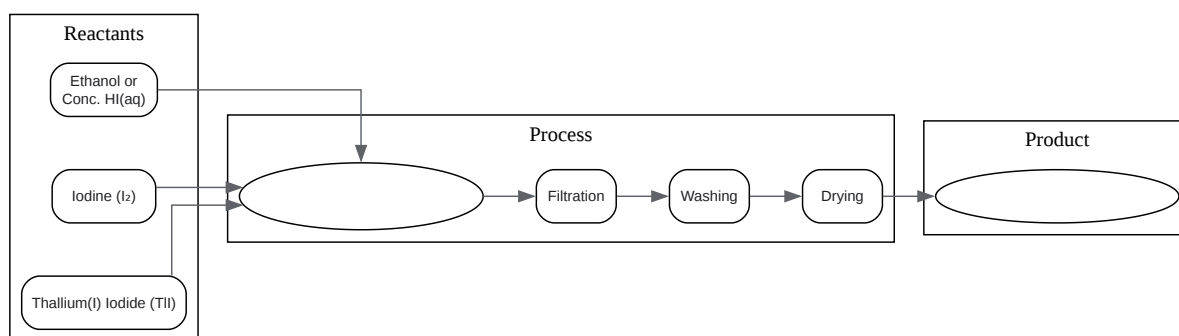 Reactants
Ethanol or
Conc. HI(aq)
Iodine (I₂)
Thallium(I) Iodide (TlI)
Process
Filtration
Washing
Drying
Product